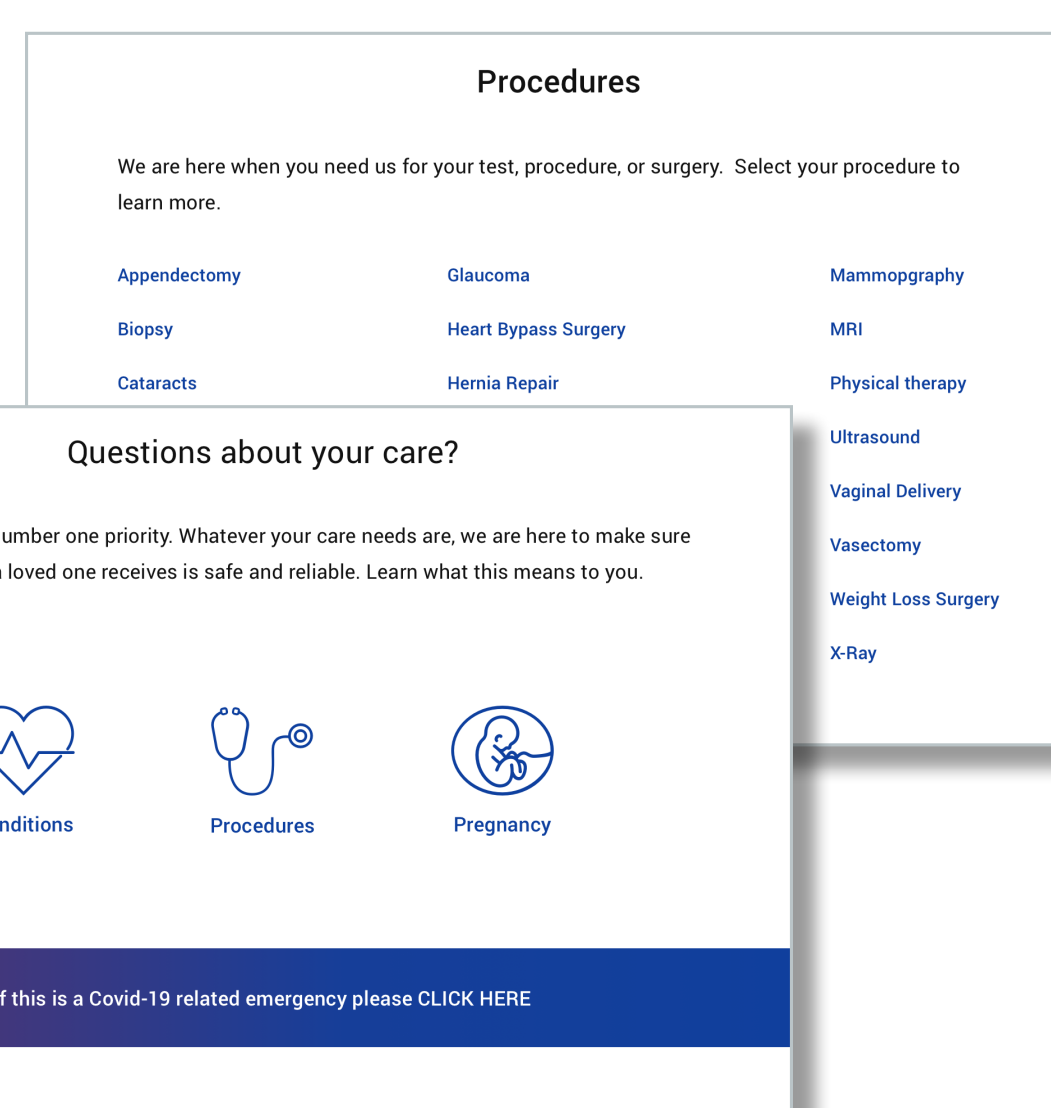 Procedures
We are here when you need us for your test, procedure, or surgery.  Select your procedure to
learn more.
Appendectomy
Biopsy
Cataracts
Glaucoma
Heart Bypass Surgery
Hernia Repair
Mammopgraphy
MRI
Physical therapy
Ultrasound
Vaginal Delivery
Vasectomy
Weight Loss Surgery
X-Ray
Questions about your care?
one priority. Whatever your care needs are, we are here to make sure
loved one receives is safe and reliable. Learn what this means to you.
Procedures
Pregnancy
this is a Covid-19 related emergency please CLICK HERE